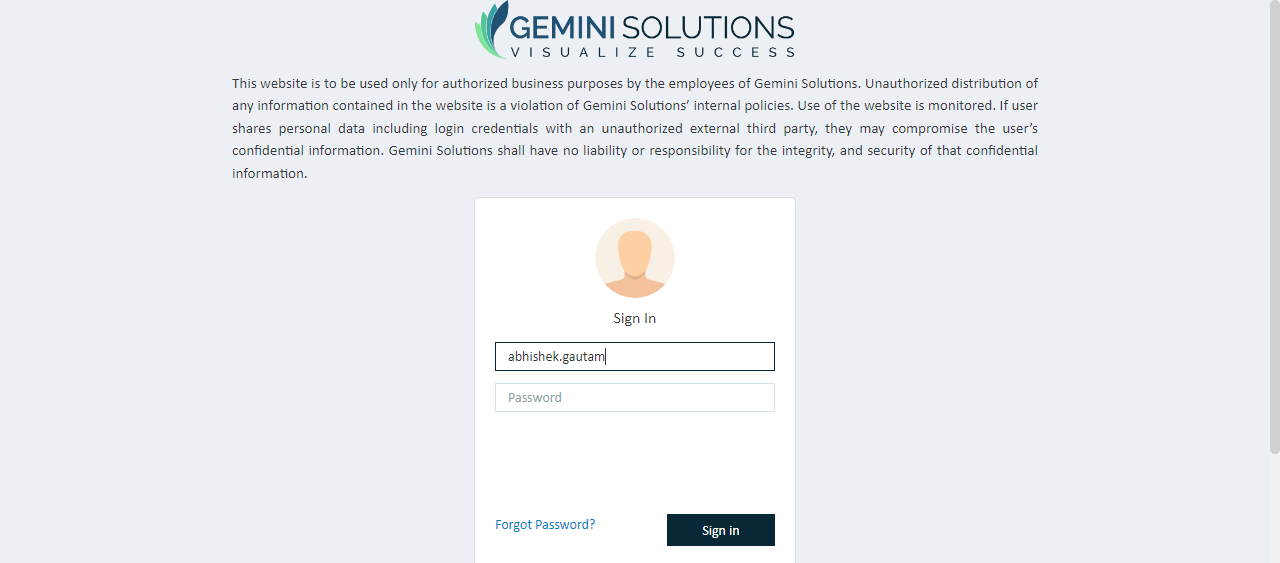 GEMINI SOLUTIONS
VISUALIZE SUCCESS
This website is to be used only for authorized business purposes by the employees of Gemini Solutions. Unauthorized distribution of
any information contained in the website is a violation of Gemini Solutions’ internal policies. Use of the website is monitored. If user
shares personal data including login credentials with an unauthorized external third party, they may compromise the user’s
confidential information. Gemini Solutions shall have no liability or responsibility for the integrity, and security of that confidential
information.
Sign In
abhishek.gautam
Password
Forgot Password?
Sign in